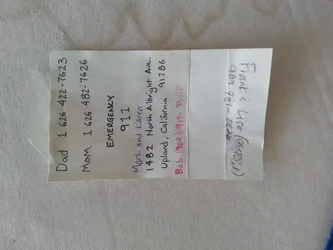 Dad 1 626 422-7623
MOM 1 626 482-7626
EMERGENCY
911
Mark and Karen
1482 North Albright Ave.
Upland, California 91786
Bob
Frank's